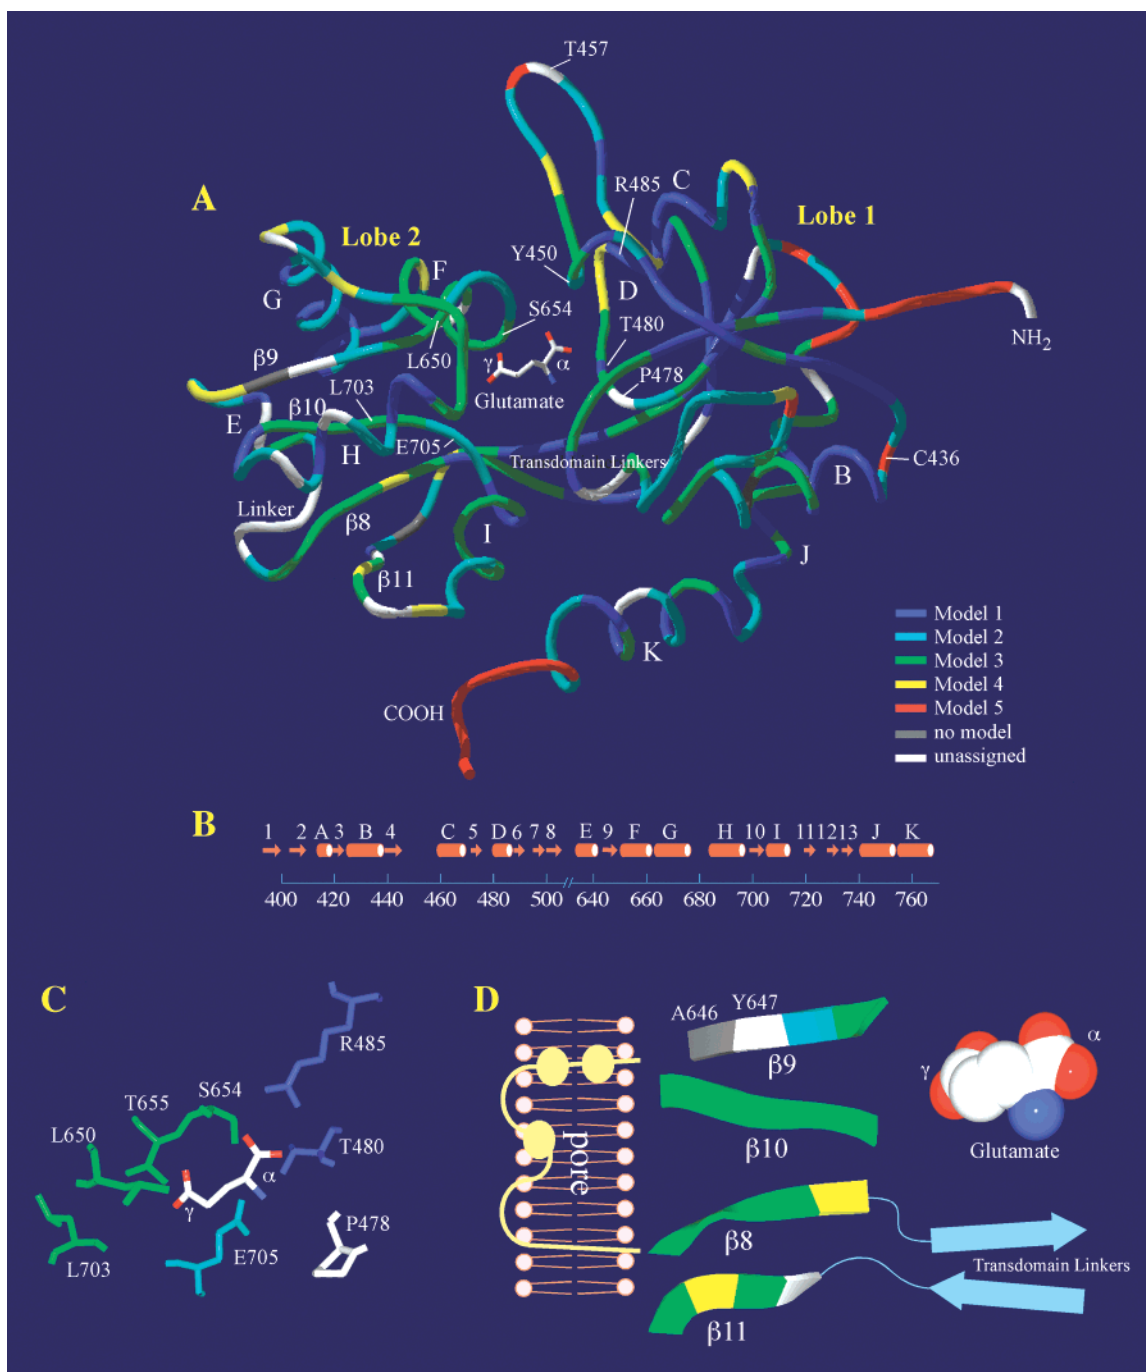 A
T457
R485
C
Lobe 1
Lobe 2
Y450
F
D
G
S654
T480
NH2
L650
γ
α
P478
β9
L703
Glutamate
β10
E
E705
H
Transdomain Linkers
B
C436
Linker
β8
I
J
β11
Model 1
Model 2
K
Model 3
Model 4
COOH
Model 5
no model
unassigned
B
1 2 A 3 B 4 C 5 D 6 7 8 E 9 F G H 10 I 11 12 13 J K
400 420 440 460 480 500 640 660 680 700 720 740 760
C
R485
S654
T655
L650
T480
α
γ
P478
E705
L703
D
A646
Y647
β9
α
γ
Glutamate
pore
β10
β8
Transdomain Linkers
β11